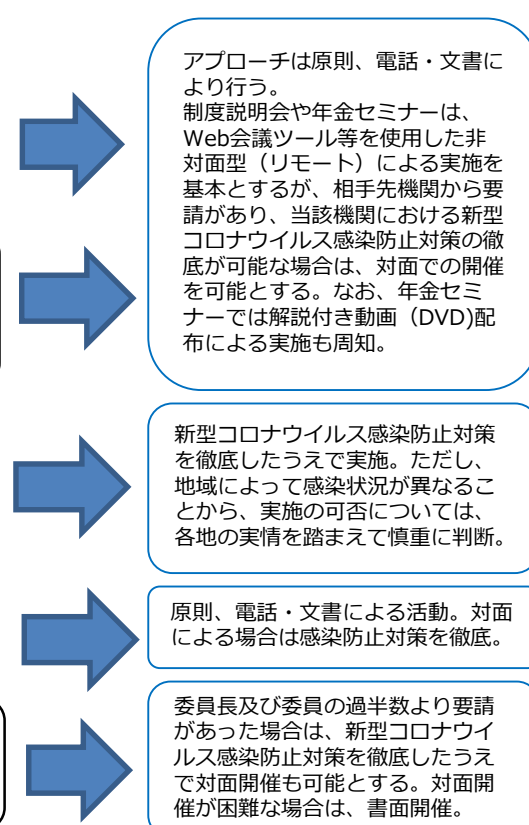 アプローチは原則、電話・文書に
より行う。
制度説明会や年金セミナーは、
Web会議ツール等を使用した非
対面型（リモート）による実施を
基本とするが、相手先機関から要
請があり、当該機関における新型
コロナウイルス感染防止対策の徹
底が可能な場合は、対面での開催
を可能とする。なお、年金セミ
ナーでは解説付き動画（DVD)配
布による実施も周知。
新型コロナウイルス感染防止対策
を徹底したうえで実施。ただし、
地域によって感染状況が異なるこ
とから、実施の可否については、
各地の実情を踏まえて慎重に判断。
原則、電話・文書による活動。対面
による場合は感染防止対策を徹底。
委員長及び委員の過半数より要請
があった場合は、新型コロナウイ
ルス感染防止対策を徹底したうえ
で対面開催も可能とする。対面開
催が困難な場合は、書面開催。